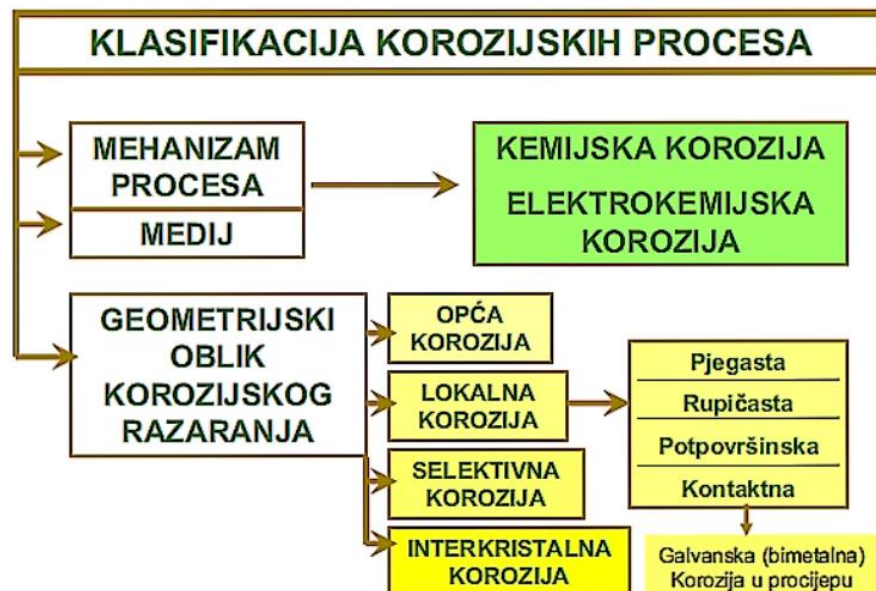 KLASIFIKACIJA KOROZIJSKIH PROCESA
MEHANIZAM
PROCESA
MEDIJ
KEMIJSKA KOROZIJA
ELEKTROKEMIJSKA
KOROZIJA
GEOMETRIJSKI
OBLIK
KOROZIJSKOG
RAZARANJA
OPĆA
KOROZIJA
LOKALNA
KOROZIJA
SELEKTIVNA
KOROZIJA
INTERKRISTALNA
KOROZIJA
Pjegasta
Rupičasta
Potpovršinska
Kontaktna
Galvanska (bimetalna)
Korozija u procijepu